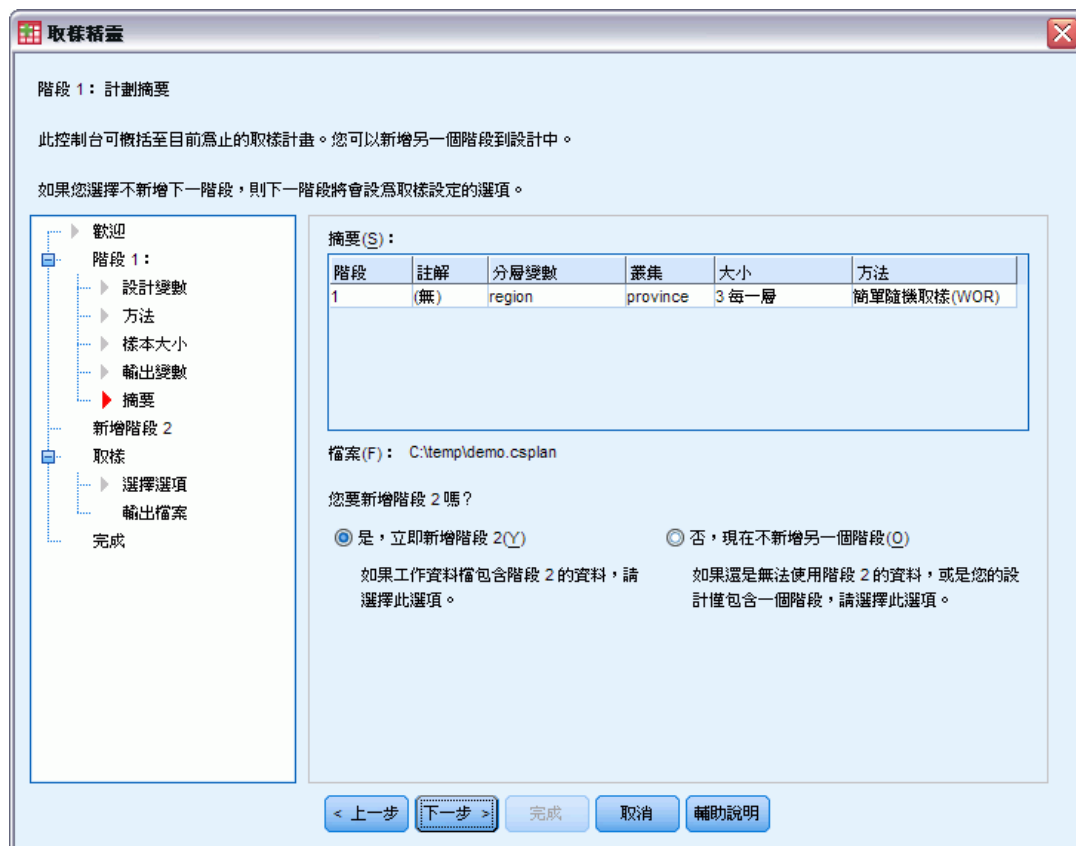 取樣精靈
階段 1：計劃摘要
此控制台可概括至目前為止的取樣計畫。您可以新增另一個階段到設計中。
如果您選擇不新增下一階段，則下一階段將會設為取樣設定的選項。
歡迎
階段 1：
設計變數
方法
樣本大小
輸出變數
摘要
新增階段 2
取樣
選擇選項
輸出檔案
完成
摘要(S)：
階段 註解 分層變數 叢集 大小 方法
1 (無) region province 3 每一層 簡單隨機取樣(WOR)
檔案(F)： C:\temp\demo.csplan
您要新增階段 2 嗎？
是，立即新增階段 2(Y)
如果工作資料檔包含階段 2 的資料，請
選擇此選項。
否，現在不新增另一個階段(O)
如果還是無法使用階段 2 的資料，或是您的設
計僅包含一個階段，請選擇此選項。
< 上一步 下一步 > 完成 取消 輔助說明